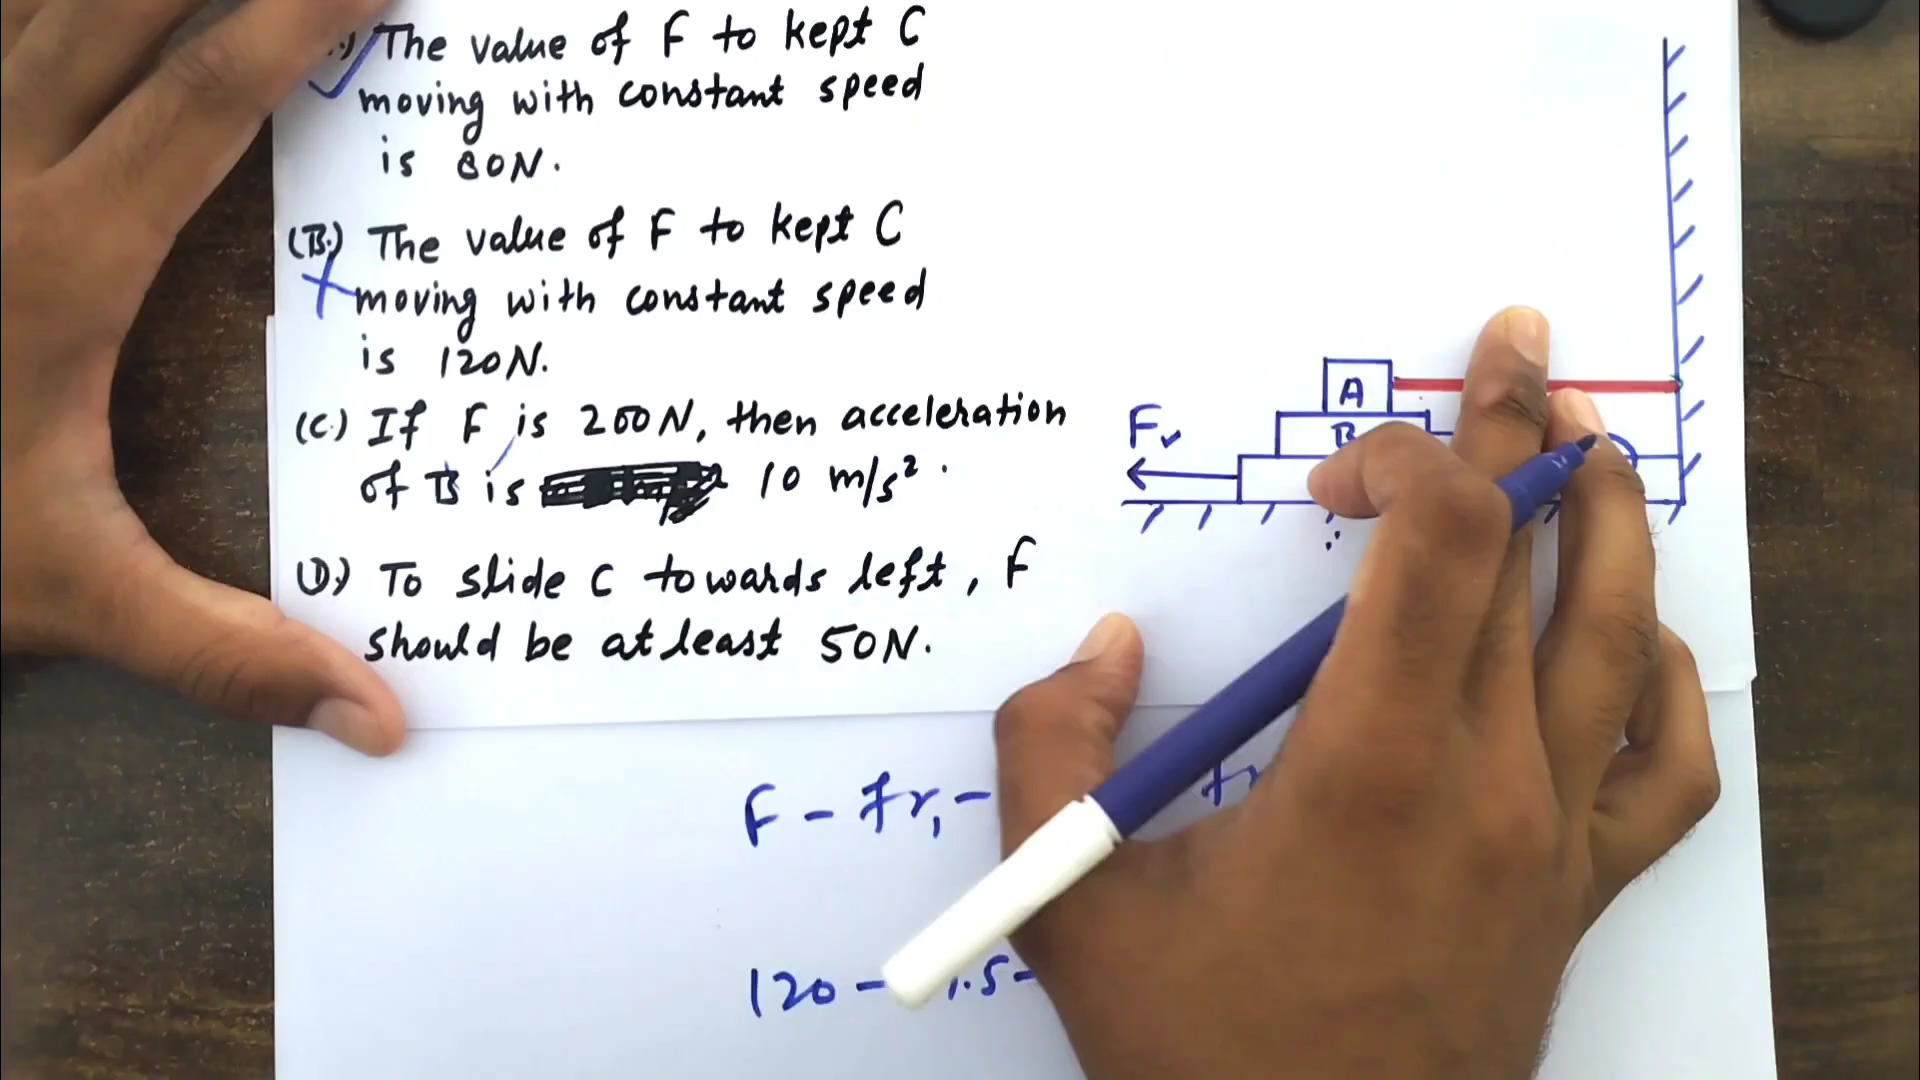 The value of F to kept C
moving with constant speed
is 80N.
(B.) The value of F to kept C
moving with constant speed
is 120N.
(C.) If F is 200N, then acceleration
of B is 10 m/s².
(D.) To slide C towards left, F
should be at least 50N.
A
B
F
F - fr₁ -
120 -